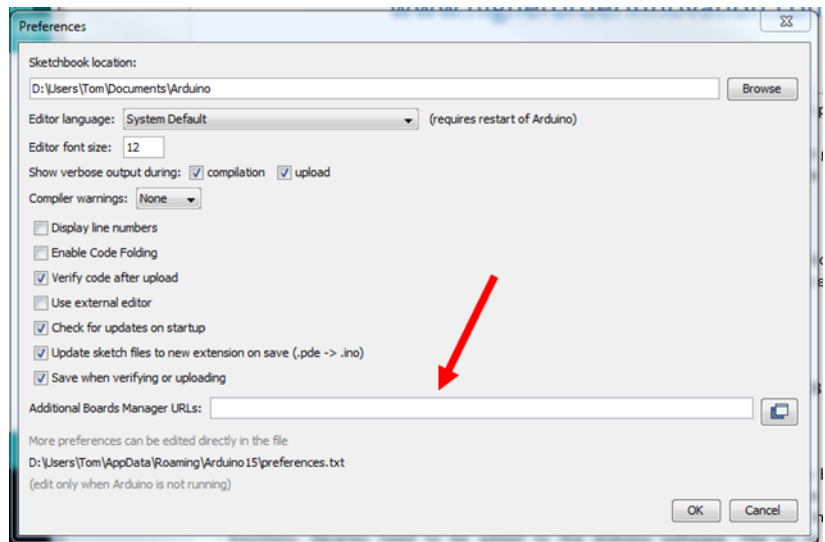 Preferences
Sketchbook location:
D:\Users\Tom\Documents\Arduino
Browse
Editor language: System Default (requires restart of Arduino)
Editor font size: 12
Show verbose output during: compilation upload
Compiler warnings: None
Display line numbers
Enable Code Folding
Verify code after upload
Use external editor
Check for updates on startup
Update sketch files to new extension on save (.pde -> .ino)
Save when verifying or uploading
Additional Boards Manager URLs:
More preferences can be edited directly in the file
D:\Users\Tom\AppData\Roaming\Arduino15\preferences.txt
(edit only when Arduino is not running)
OK Cancel